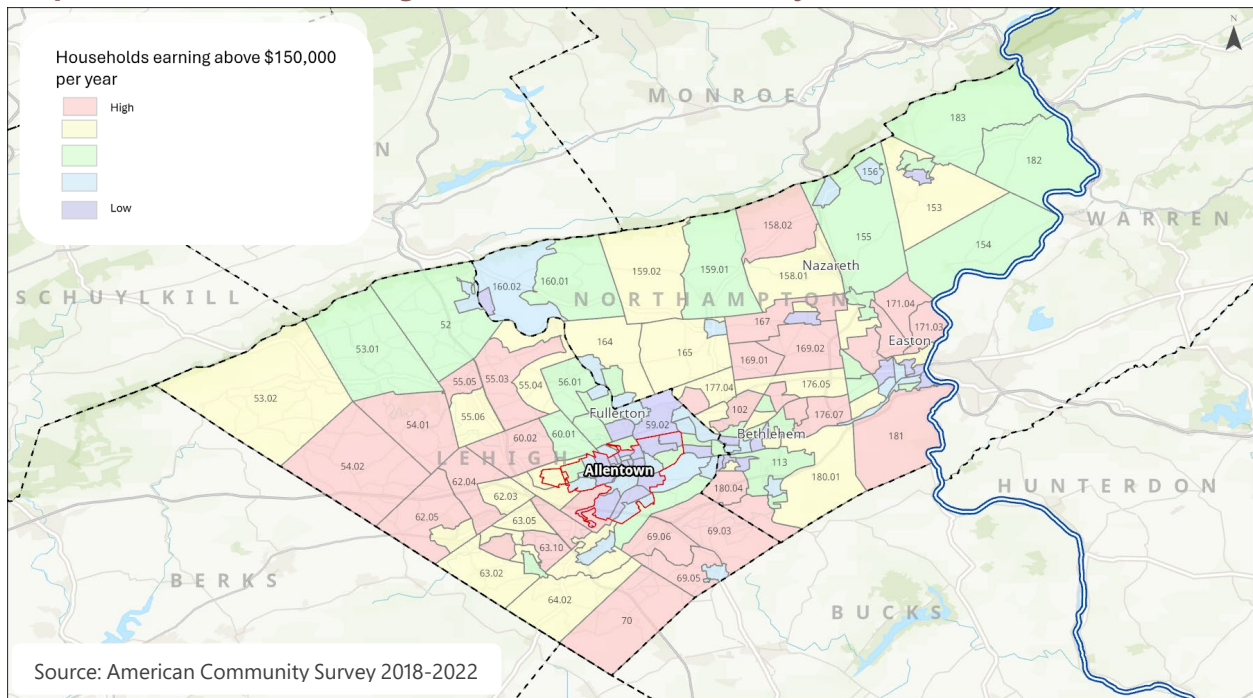 N
Households earning above $150,000
per year
High
Low
MONROE
N
183
182
156
153
WARREN
158.02
155
154
159.02
159.01
158.01
Nazareth
160.02
160.01
SCHUYLKILL
NORTHAMPTON
171.04
52
167
171.03
164
Easton
53.01
165
169.01
169.02
55.05
55.03
55.04
56.01
177.04
176.05
53.02
55.06
Fullerton
102
176.07
54.01
59.02
60.02
60.01
Bethlehem
181
LEHIGH
54.02
Allentown
113
180.01
62.04
180.04
HUNTERDON
62.03
62.05
63.05
69.06
69.03
63.10
63.02
69.05
BERKS
64.02
BUCKS
70
Source: American Community Survey 2018-2022